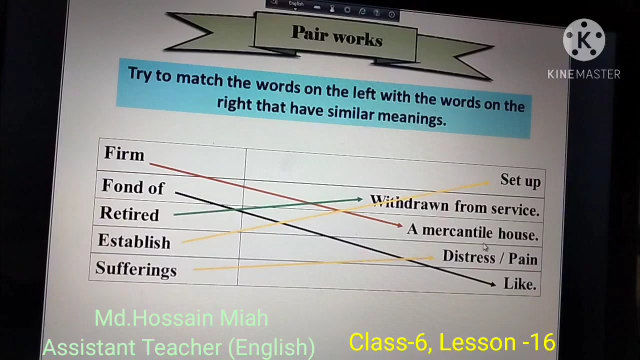 (English)
Pair works
KINEMASTER
Try to match the words on the left with the words on the
right that have similar meanings.
Firm
Set up
Fond of
Withdrawn from service.
Retired
A mercantile house.
Establish
Distress / Pain
Sufferings
Like.
Md.Hossain Miah
Assistant Teacher (English)
Class-6, Lesson -16